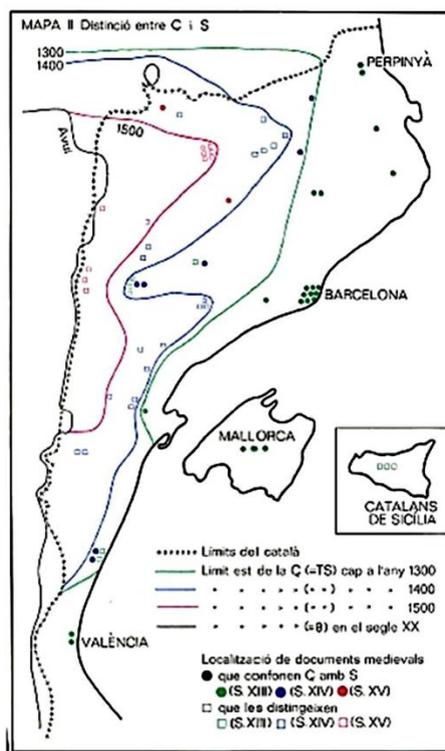 MAPA II Distinció entre Ç i S
1300
1400
PERPINYÀ
1500
Avui
BARCELONA
MALLORCA
CATALANS
DE SICÍLIA
VALÈNCIA
Límits del català
Límit est de la Ç (=TS) cap a l'any 1300
" " " " " (" ") " " " 1400
" " " " " (" ") " " " 1500
" " " " " (=θ) en el segle XX
Localització de documents medievals
que confonen Ç amb S
(S. XIII) (S. XIV) (S. XV)
que les distingeixen
(S. XIII) (S. XIV) (S. XV)